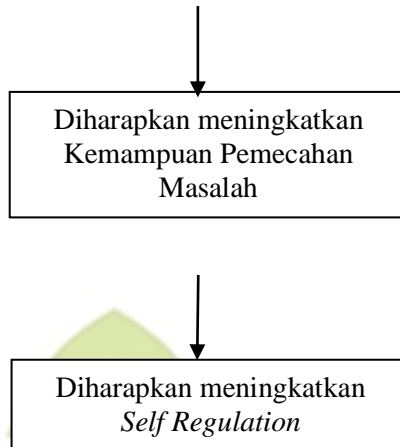 Diharapkan meningkatkan
Kemampuan Pemecahan
Masalah
Diharapkan meningkatkan
Self Regulation